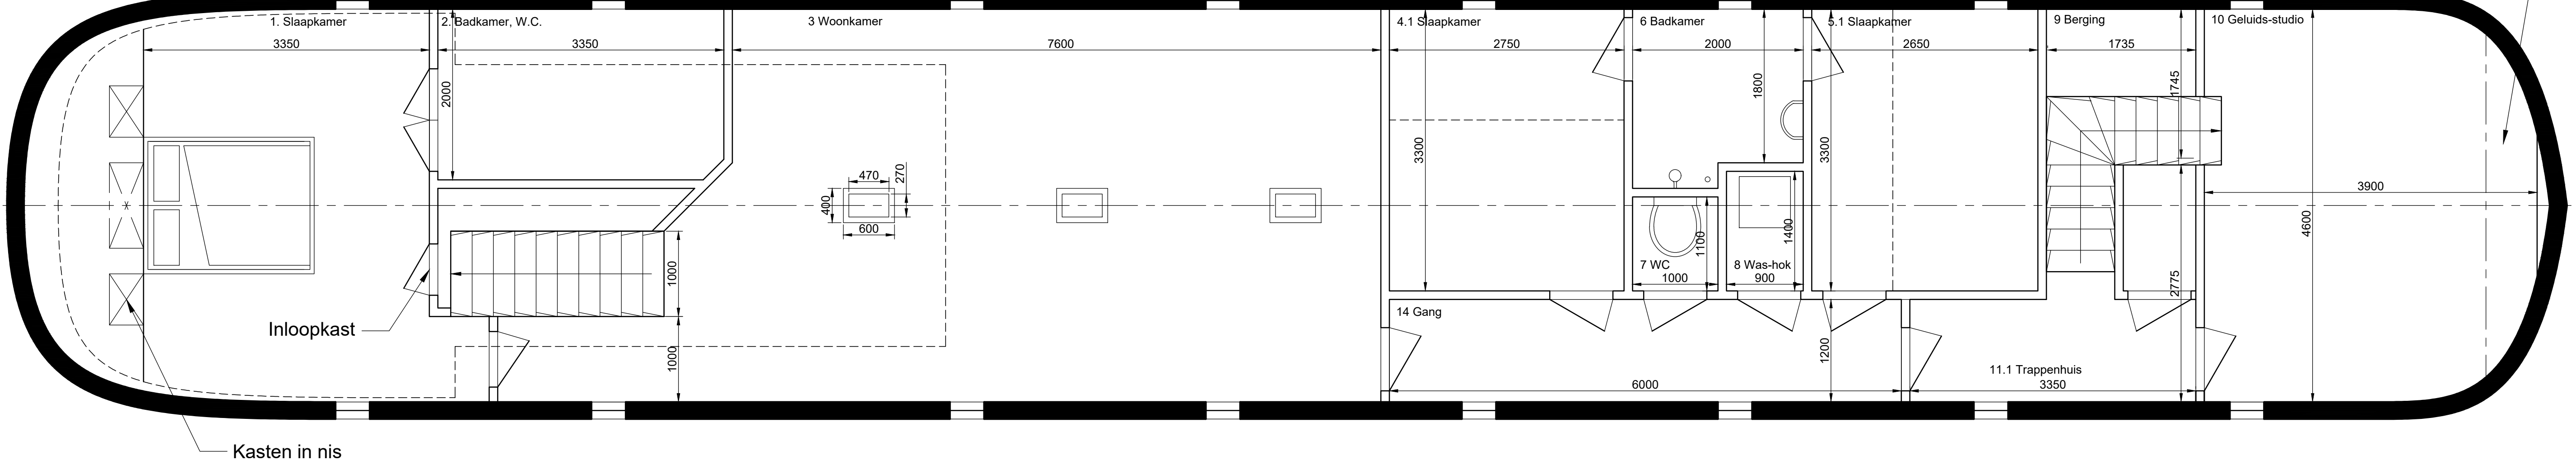 1. Slaapkamer
2. Badkamer, W.C.
3 Woonkamer
4.1 Slaapkamer
6 Badkamer
5.1 Slaapkamer
9 Berging
10 Geluids-studio
3350
3350
7600
2750
2000
2650
1735
2000
1800
1745
3300
3300
470
270
400
600
3900
4600
1100
1400
7 WC
1000
8 Was-hok
900
1000
2775
Inloopkast
14 Gang
1000
1200
11.1 Trappenhuis
6000
3350
Kasten in nis